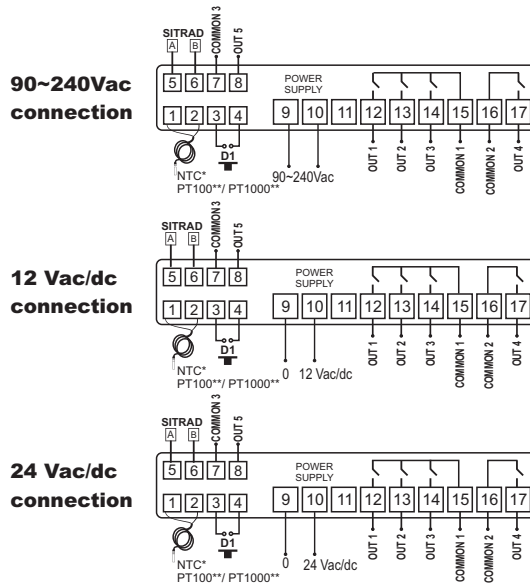 90~240Vac
connection
SITRAD
A B
COMMON 3
OUT 5
5 6 7 8
POWER
SUPPLY
1 2 3 4
9 10 11 12 13 14 15 16 17
D1
NTC*
PT100**/ PT1000**
90~240Vac
OUT 1
OUT 2
OUT 3
COMMON 1
COMMON 2
OUT 4
12 Vac/dc
connection
SITRAD
A B
COMMON 3
OUT 5
5 6 7 8
POWER
SUPPLY
1 2 3 4
9 10 11 12 13 14 15 16 17
D1
NTC*
PT100**/ PT1000**
0 12 Vac/dc
OUT 1
OUT 2
OUT 3
COMMON 1
COMMON 2
OUT 4
24 Vac/dc
connection
SITRAD
A B
COMMON 3
OUT 5
5 6 7 8
POWER
SUPPLY
1 2 3 4
9 10 11 12 13 14 15 16 17
D1
NTC*
PT100**/ PT1000**
0 24 Vac/dc
OUT 1
OUT 2
OUT 3
COMMON 1
COMMON 2
OUT 4